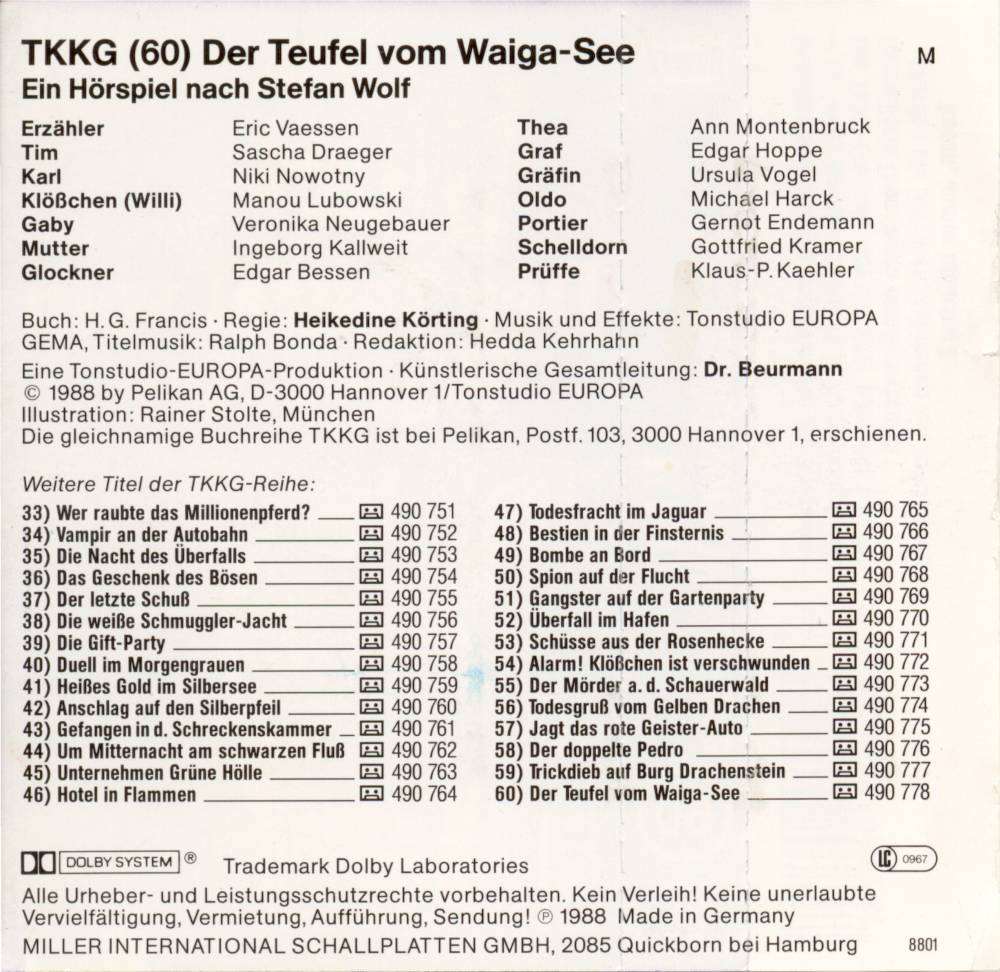 TKKG (60) Der Teufel vom Waiga-See M
Ein Hörspiel nach Stefan Wolf
Erzähler Eric Vaessen
Tim Sascha Draeger
Karl Niki Nowotny
Klößchen (Willi) Manou Lubowski
Gaby Veronika Neugebauer
Mutter Ingeborg Kallweit
Glockner Edgar Bessen
Thea Ann Montenbruck
Graf Edgar Hoppe
Gräfin Ursula Vogel
Oldo Michael Harck
Portier Gernot Endemann
Schelldorn Gottfried Kramer
Prüffe Klaus-P. Kaehler
Buch: H. G. Francis · Regie: Heikedine Körting · Musik und Effekte: Tonstudio EUROPA
GEMA, Titelmusik: Ralph Bonda · Redaktion: Hedda Kehrhahn
Eine Tonstudio-EUROPA-Produktion · Künstlerische Gesamtleitung: Dr. Beurmann
© 1988 by Pelikan AG, D-3000 Hannover 1/Tonstudio EUROPA
Illustration: Rainer Stolte, München
Die gleichnamige Buchreihe TKKG ist bei Pelikan, Postf. 103, 3000 Hannover 1, erschienen.
Weitere Titel der TKKG-Reihe:
33) Wer raubte das Millionenpferd? 490 751
34) Vampir an der Autobahn 490 752
35) Die Nacht des Überfalls 490 753
36) Das Geschenk des Bösen 490 754
37) Der letzte Schuß 490 755
38) Die weiße Schmuggler-Jacht 490 756
39) Die Gift-Party 490 757
40) Duell im Morgengrauen 490 758
41) Heißes Gold im Silbersee 490 759
42) Anschlag auf den Silberpfeil 490 760
43) Gefangen in d. Schreckenskammer 490 761
44) Um Mitternacht am schwarzen Fluß 490 762
45) Unternehmen Grüne Hölle 490 763
46) Hotel in Flammen 490 764
47) Todesfracht im Jaguar 490 765
48) Bestien in der Finsternis 490 766
49) Bombe an Bord 490 767
50) Spion auf der Flucht 490 768
51) Gangster auf der Gartenparty 490 769
52) Überfall im Hafen 490 770
53) Schüsse aus der Rosenhecke 490 771
54) Alarm! Klößchen ist verschwunden 490 772
55) Der Mörder a. d. Schauerwald 490 773
56) Todesgruß vom Gelben Drachen 490 774
57) Jagt das rote Geister-Auto 490 775
58) Der doppelte Pedro 490 776
59) Trickdieb auf Burg Drachenstein 490 777
60) Der Teufel vom Waiga-See 490 778
DOLBY SYSTEM ® Trademark Dolby Laboratories LC 0967
Alle Urheber- und Leistungsschutzrechte vorbehalten. Kein Verleih! Keine unerlaubte
Vervielfältigung, Vermietung, Aufführung, Sendung! ℗ 1988 Made in Germany
MILLER INTERNATIONAL SCHALLPLATTEN GMBH, 2085 Quickborn bei Hamburg 8801